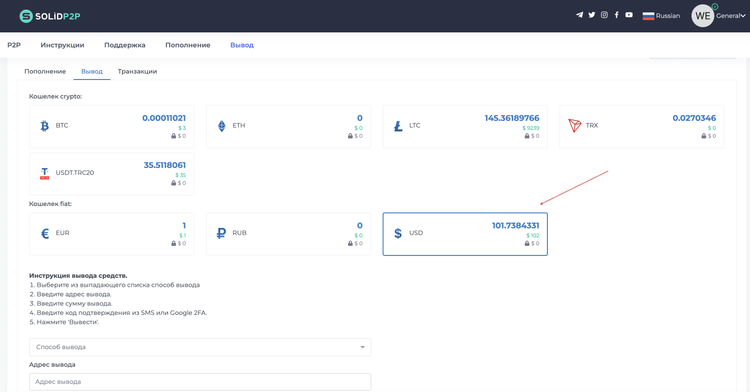 SOLIDP2P
Russian
WE
General
P2P
Инструкции
Поддержка
Пополнение
Вывод
Пополнение
Вывод
Транзакции
Кошелек crypto:
BTC
0.00011021
$ 3
$ 0
ETH
0
$ 0
$ 0
LTC
145.36189766
$ 9239
$ 0
TRX
0.0270346
$ 0
$ 0
USDT.TRC20
35.5118061
$ 35
$ 0
Кошелек fiat:
EUR
1
$ 1
$ 0
RUB
0
$ 0
$ 0
USD
101.7384331
$ 102
$ 0
Инструкция вывода средств.
1. Выберите из выпадающего списка способ вывода
2. Введите адрес вывода.
3. Введите сумму вывода.
4. Введите код подтверждения из SMS или Google 2FA.
5. Нажмите 'Вывести'.
Способ вывода
Адрес вывода
Адрес вывода